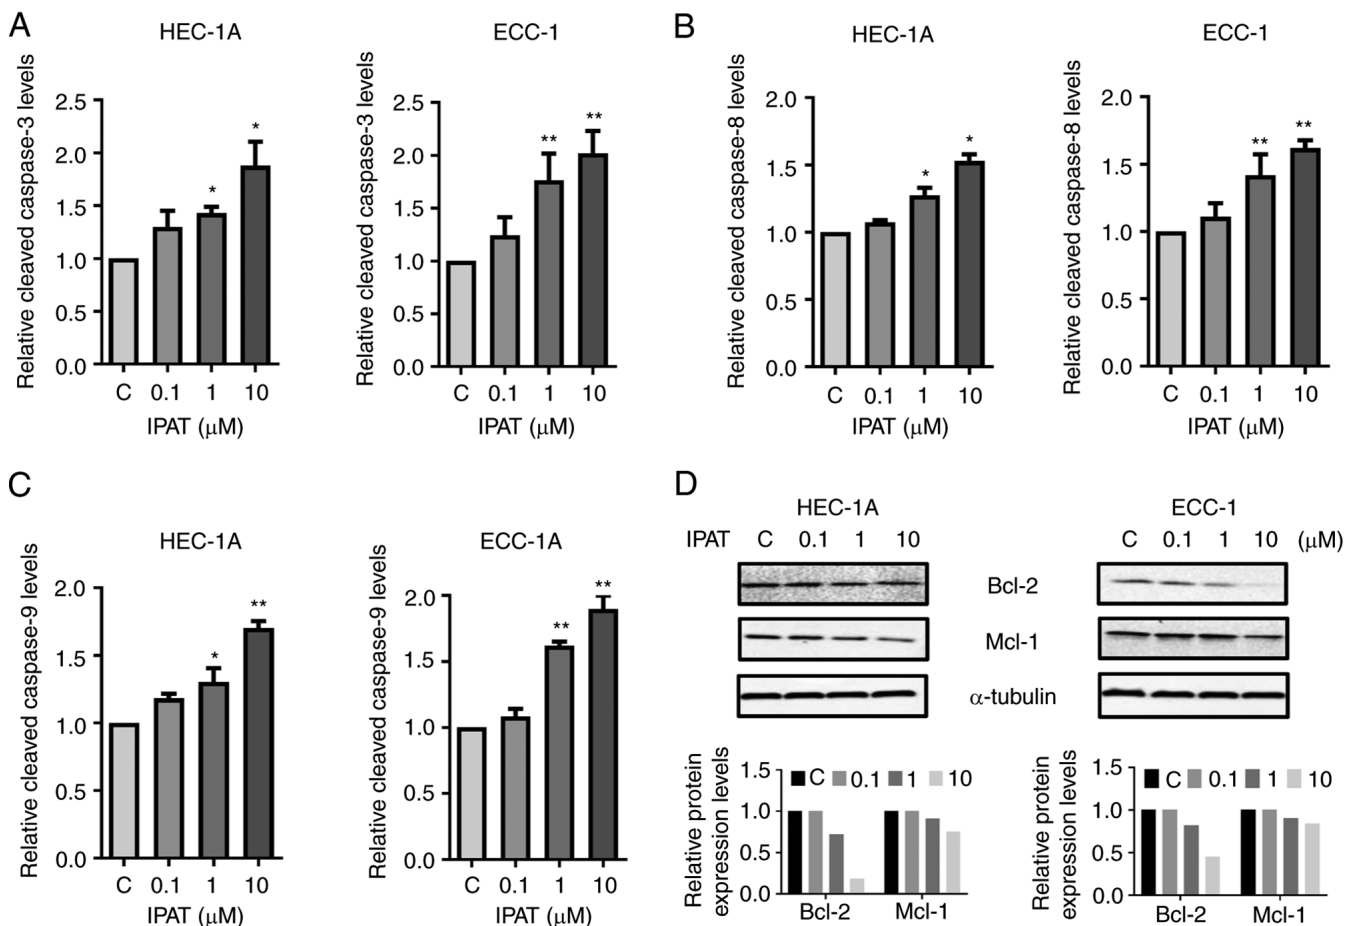 A
HEC-1A
Relative cleaved caspase-3 levels
2.5
2.0
1.5
1.0
0.5
0.0
*
*
C 0.1 1 10
IPAT (μM)
ECC-1
Relative cleaved caspase-3 levels
2.5
2.0
1.5
1.0
0.5
0.0
**
**
C 0.1 1 10
IPAT (μM)
B
HEC-1A
Relative cleaved caspase-8 levels
2.0
1.5
1.0
0.5
0.0
*
*
C 0.1 1 10
IPAT (μM)
ECC-1
Relative cleaved caspase-8 levels
2.0
1.5
1.0
0.5
0.0
**
**
C 0.1 1 10
IPAT (μM)
C
HEC-1A
Relative cleaved caspase-9 levels
2.0
1.5
1.0
0.5
0.0
*
**
C 0.1 1 10
IPAT (μM)
ECC-1A
Relative cleaved caspase-9 levels
2.0
1.5
1.0
0.5
0.0
**
**
C 0.1 1 10
IPAT (μM)
D
HEC-1A ECC-1
IPAT C 0.1 1 10 C 0.1 1 10 (μM)
Bcl-2
Mcl-1
α-tubulin
Relative protein
expression levels
1.5
1.0
0.5
0.0
C 0.1 1 10
Bcl-2 Mcl-1
Relative protein
expression levels
1.5
1.0
0.5
0.0
C 0.1 1 10
Bcl-2 Mcl-1